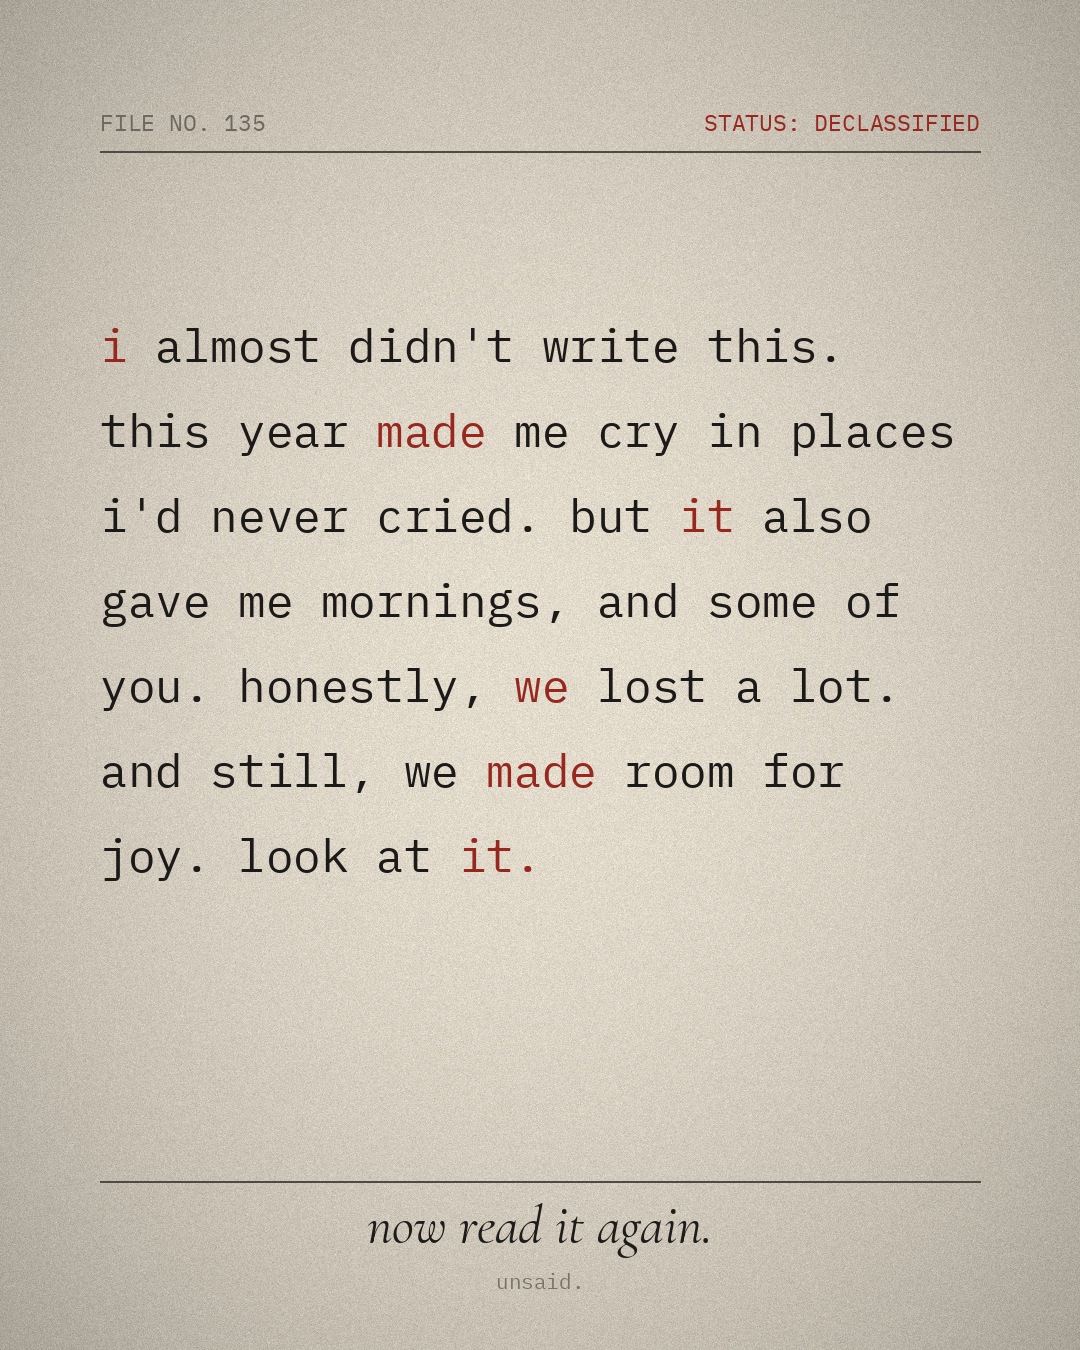 FILE NO. 135
STATUS: DECLASSIFIED
i almost didn't write this.
this year made me cry in places
i'd never cried. but it also
gave me mornings, and some of
you. honestly, we lost a lot.
and still, we made room for
joy. look at it.
now read it again.
unsaid.